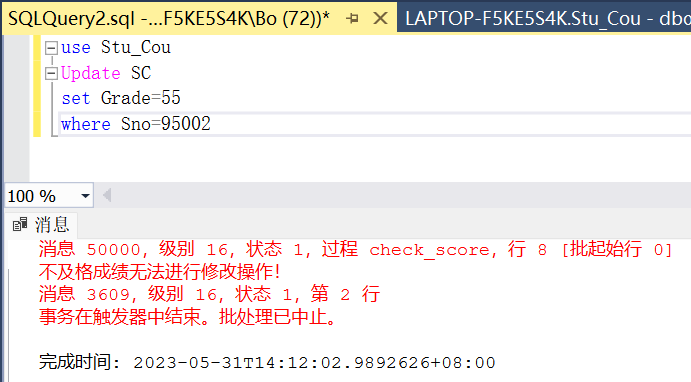 SQLQuery2.sql -...F5KE5S4K\Bo (72))* LAPTOP-F5KE5S4K.Stu_Cou - dbo
use Stu_Cou
Update SC
set Grade=55
where Sno=95002
100 %
消息
消息 50000，级别 16，状态 1，过程 check_score，行 8 [批起始行 0]
不及格成绩无法进行修改操作！
消息 3609，级别 16，状态 1，第 2 行
事务在触发器中结束。批处理已中止。
完成时间: 2023-05-31T14:12:02.9892626+08:00